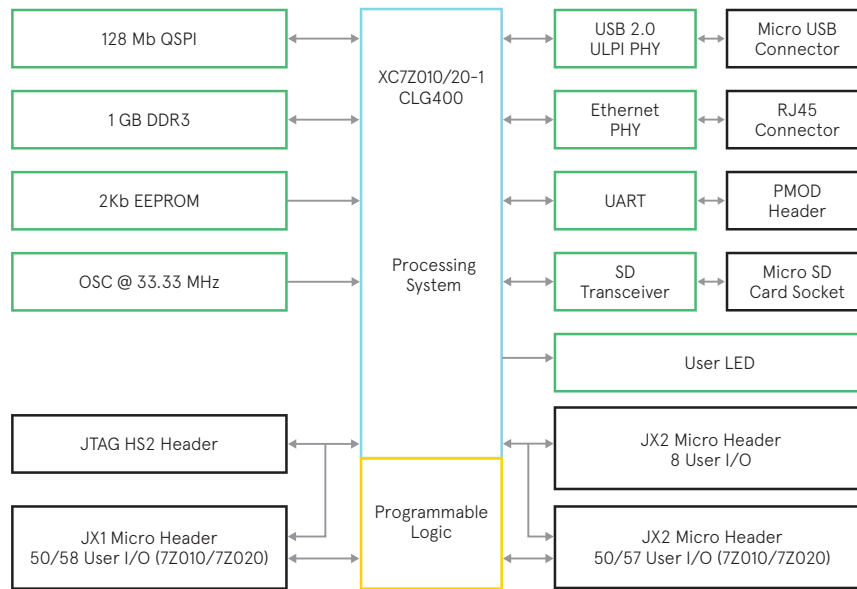 128 Mb QSPI
1 GB DDR3
2Kb EEPROM
OSC @ 33.33 MHz
JTAG HS2 Header
JX1 Micro Header
50/58 User I/O (7Z010/7Z020)
XC7Z010/20-1
CLG400
Processing
System
Programmable
Logic
USB 2.0
ULPI PHY
Micro USB
Connector
Ethernet
PHY
RJ45
Connector
UART
PMOD
Header
SD
Transceiver
Micro SD
Card Socket
User LED
JX2 Micro Header
8 User I/O
JX2 Micro Header
50/57 User I/O (7Z010/7Z020)